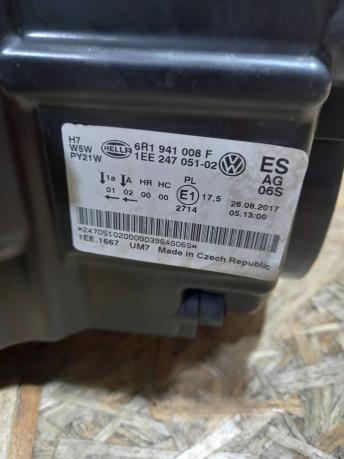 H7
W5W
PY21W
HELLA
6R1 941 008 F
1EE 247 051-02
VW
ES
AG
06S
1a A HR HC PL
01 02 00 00 E1 17,5
2714
26.08.2017
05:13:00
*247051020009039GAG06S*
1EE.1667 UM7 Made in Czech Republic